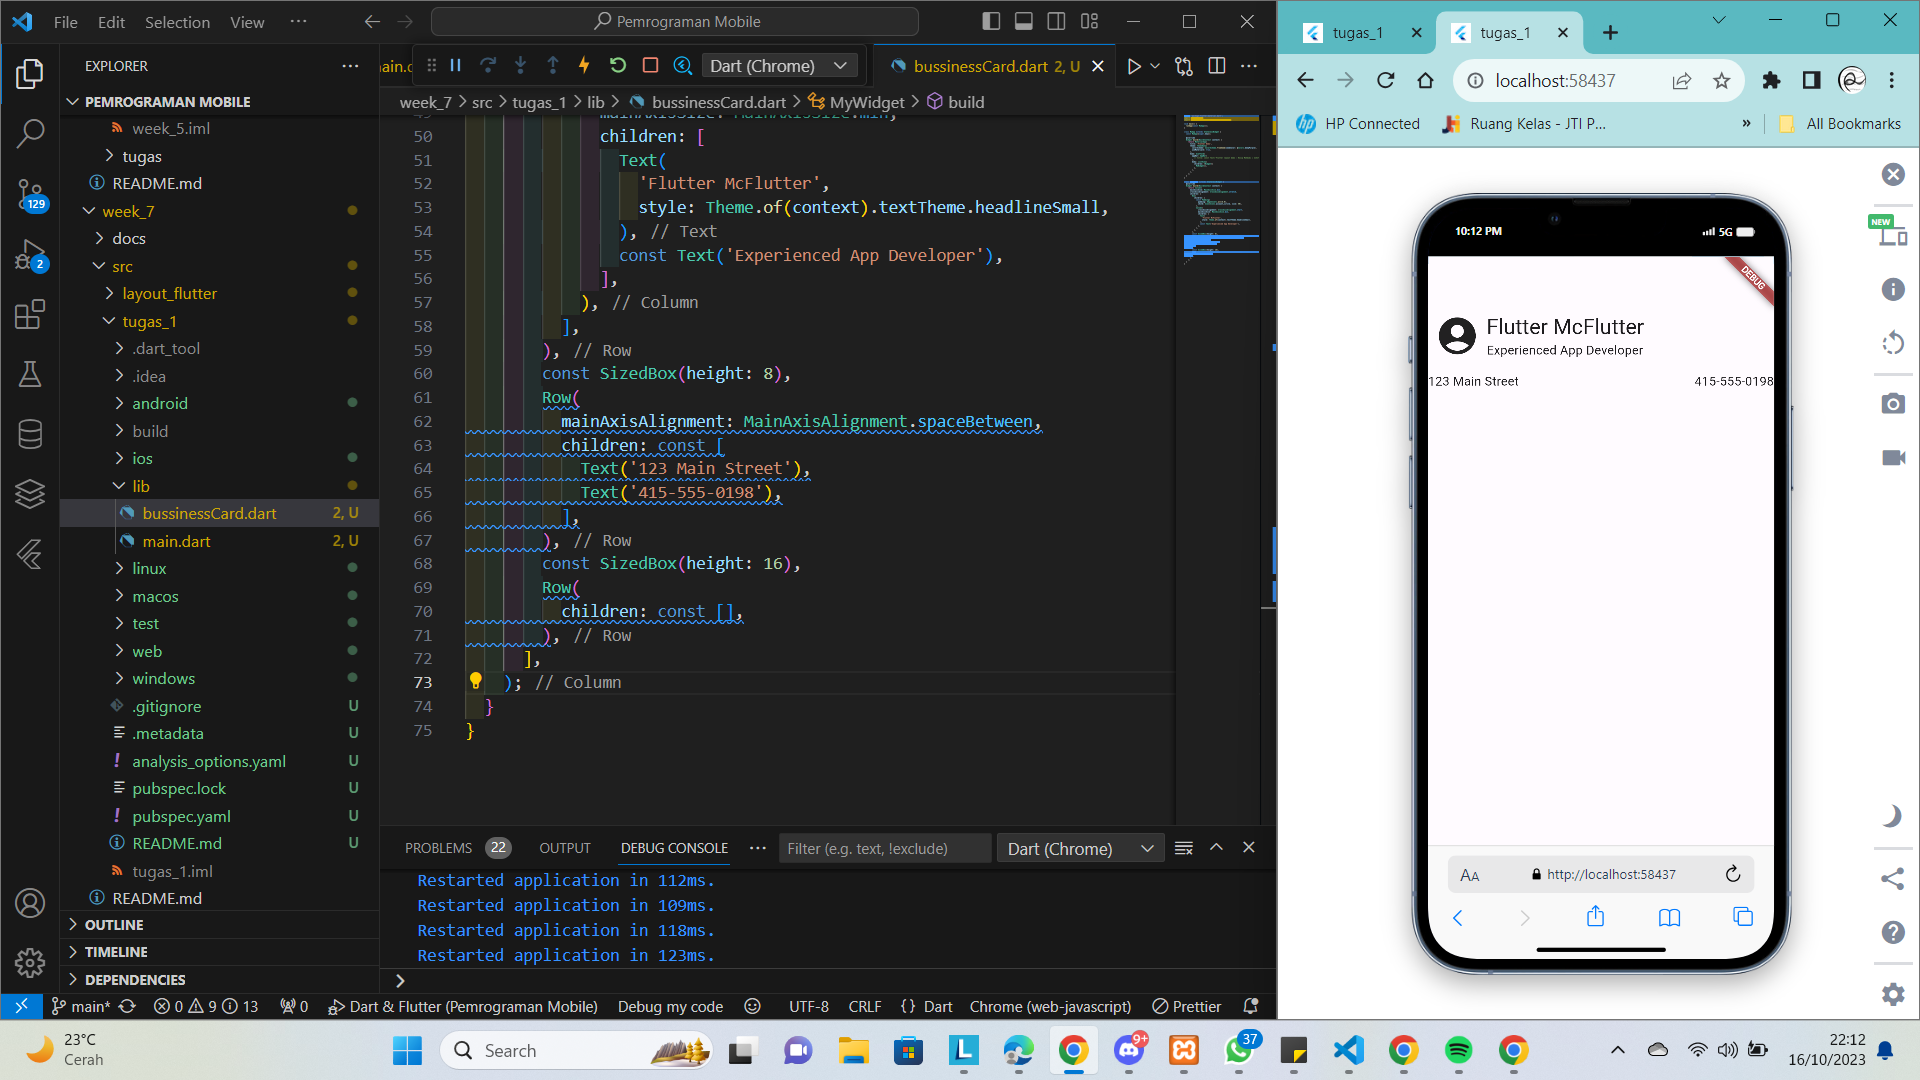 File Edit Selection View ··· Pemrograman Mobile
EXPLORER
PEMROGRAMAN MOBILE
week_5.iml
tugas
README.md
week_7
docs
src
layout_flutter
tugas_1
.dart_tool
.idea
android
build
ios
lib
bussinessCard.dart 2, U
main.dart 2, U
linux
macos
test
web
windows
.gitignore U
.metadata U
analysis_options.yaml U
pubspec.lock U
pubspec.yaml U
README.md U
tugas_1.iml
README.md
OUTLINE
TIMELINE
DEPENDENCIES
129
2
Dart (Chrome)
bussinessCard.dart 2, U
week_7 > src > tugas_1 > lib > bussinessCard.dart > MyWidget > build
mainAxisSize: MainAxisSize.min,
50 children: [
51 Text(
52 'Flutter McFlutter',
53 style: Theme.of(context).textTheme.headlineSmall,
54 ), // Text
55 const Text('Experienced App Developer'),
56 ],
57 ), // Column
58 ],
59 ), // Row
60 const SizedBox(height: 8),
61 Row(
62 mainAxisAlignment: MainAxisAlignment.spaceBetween,
63 children: const [
64 Text('123 Main Street'),
65 Text('415-555-0198'),
66 ],
67 ), // Row
68 const SizedBox(height: 16),
69 Row(
70 children: const [],
71 ), // Row
72 ],
73 ); // Column
74 }
75 }
PROBLEMS 22 OUTPUT DEBUG CONSOLE ··· Filter (e.g. text, !exclude) Dart (Chrome)
Restarted application in 112ms.
Restarted application in 109ms.
Restarted application in 118ms.
Restarted application in 123ms.
main* 0 9 13 0 Dart & Flutter (Pemrograman Mobile) Debug my code UTF-8 CRLF {} Dart Chrome (web-javascript) Prettier
tugas_1 tugas_1
localhost:58437
HP Connected Ruang Kelas - JTI P... » All Bookmarks
NEW
10:12 PM 5G
DEBUG
Flutter McFlutter
Experienced App Developer
123 Main Street 415-555-0198
AA http://localhost:58437
23°C
Cerah
Search
9+
37
22:12
16/10/2023